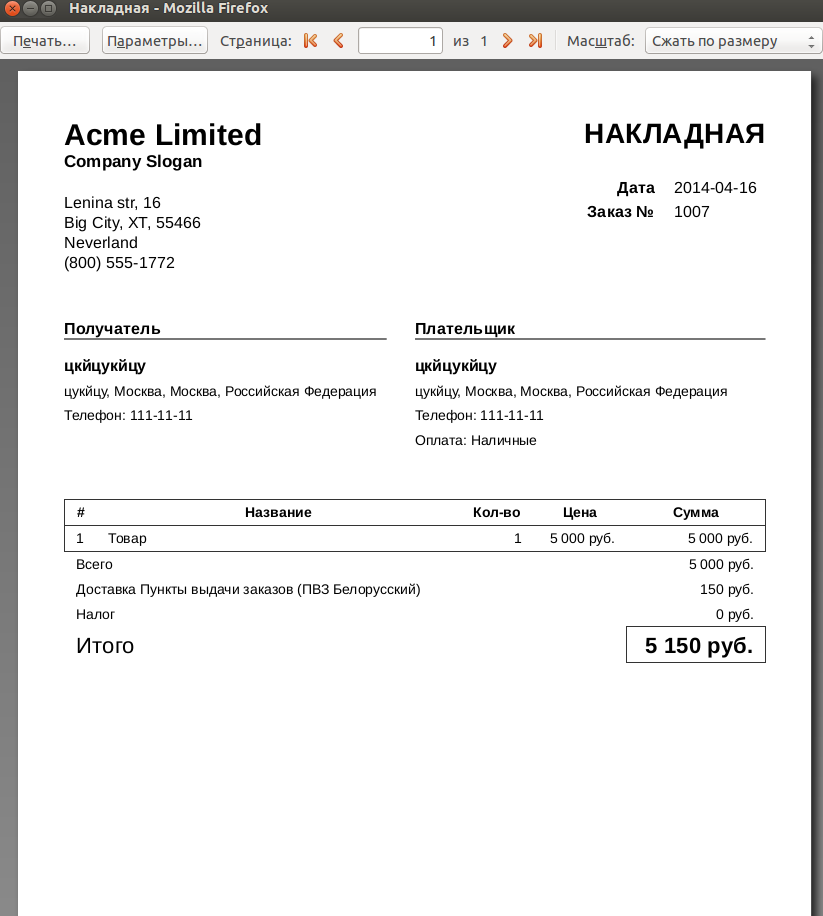 Накладная - Mozilla Firefox
Печать... Параметры... Страница: 1 из 1 Масштаб: Сжать по размеру
Acme Limited НАКЛАДНАЯ
Company Slogan
Дата 2014-04-16
Lenina str, 16
Заказ № 1007
Big City, XT, 55466
Neverland
(800) 555-1772
Получатель Плательщик
цкйцукйцу цкйцукйцу
цукйцу, Москва, Москва, Российская Федерация цукйцу, Москва, Москва, Российская Федерация
Телефон: 111-11-11 Телефон: 111-11-11
Оплата: Наличные
# Название Кол-во Цена Сумма
1 Товар 1 5 000 руб. 5 000 руб.
Всего 5 000 руб.
Доставка Пункты выдачи заказов (ПВЗ Белорусский) 150 руб.
Налог 0 руб.
Итого 5 150 руб.